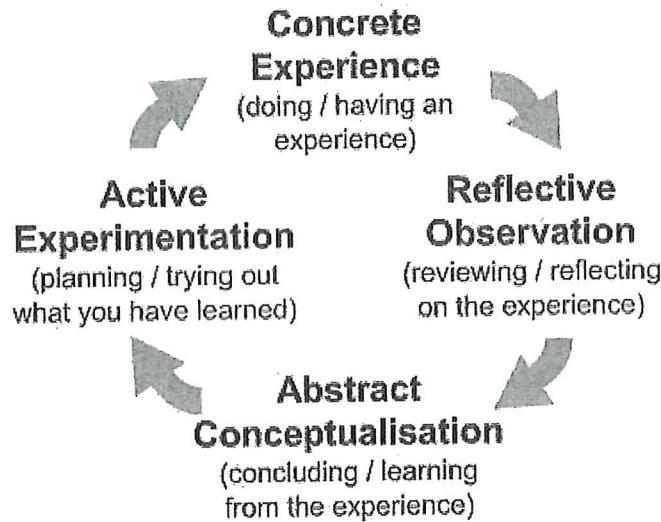 Concrete
Experience
(doing / having an
experience)
Active
Experimentation
(planning / trying out
what you have learned)
Reflective
Observation
(reviewing / reflecting
on the experience)
Abstract
Conceptualisation
(concluding / learning
from the experience)